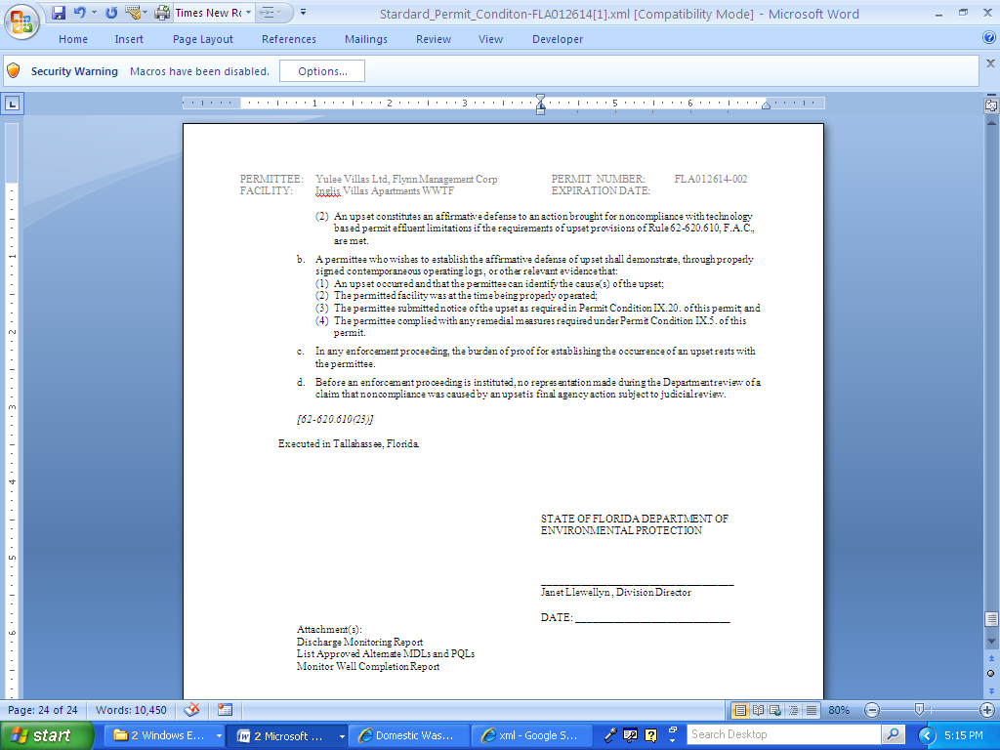 Times New Ro
Stardard_Permit_Conditon-FLA012614[1].xml [Compatibility Mode] - Microsoft Word
Home Insert Page Layout References Mailings Review View Developer
Security Warning Macros have been disabled. Options...
1 2 3 5 6
PERMITTEE: Yulee Villas Ltd, Flynn Management Corp PERMIT NUMBER: FLA012614-002
FACILITY: Inglis Villas Apartments WWTF EXPIRATION DATE:
(2) An upset constitutes an affirmative defense to an action brought for noncompliance with technology
based permit effluent limitations if the requirements of upset provisions of Rule 62-620.610, F.A.C.,
are met.
b. A permittee who wishes to establish the affirmative defense of upset shall demonstrate, through properly
signed contemporaneous operating logs, or other relevant evidence that:
(1) An upset occurred and that the permittee can identify the cause(s) of the upset;
(2) The permitted facility was at the time being properly operated;
(3) The permittee submitted notice of the upset as required in Permit Condition IX.20. of this permit; and
(4) The permittee complied with any remedial measures required under Permit Condition IX.5. of this
permit.
c. In any enforcement proceeding, the burden of proof for establishing the occurrence of an upset rests with
the permittee.
d. Before an enforcement proceeding is instituted, no representation made during the Department review of a
claim that noncompliance was caused by an upset is final agency action subject to judicial review.
[62-620.610(23)]
Executed in Tallahassee, Florida.
STATE OF FLORIDA DEPARTMENT OF
ENVIRONMENTAL PROTECTION
Janet Llewellyn, Division Director
DATE: ____________________________
Attachment(s):
Discharge Monitoring Report
List Approved Alternate MDLs and PQLs
Monitor Well Completion Report
Page: 24 of 24 Words: 10,450 80%
start 2 Windows E... 2 Microsoft ... Domestic Was... xml - Google S... Search Desktop 5:15 PM